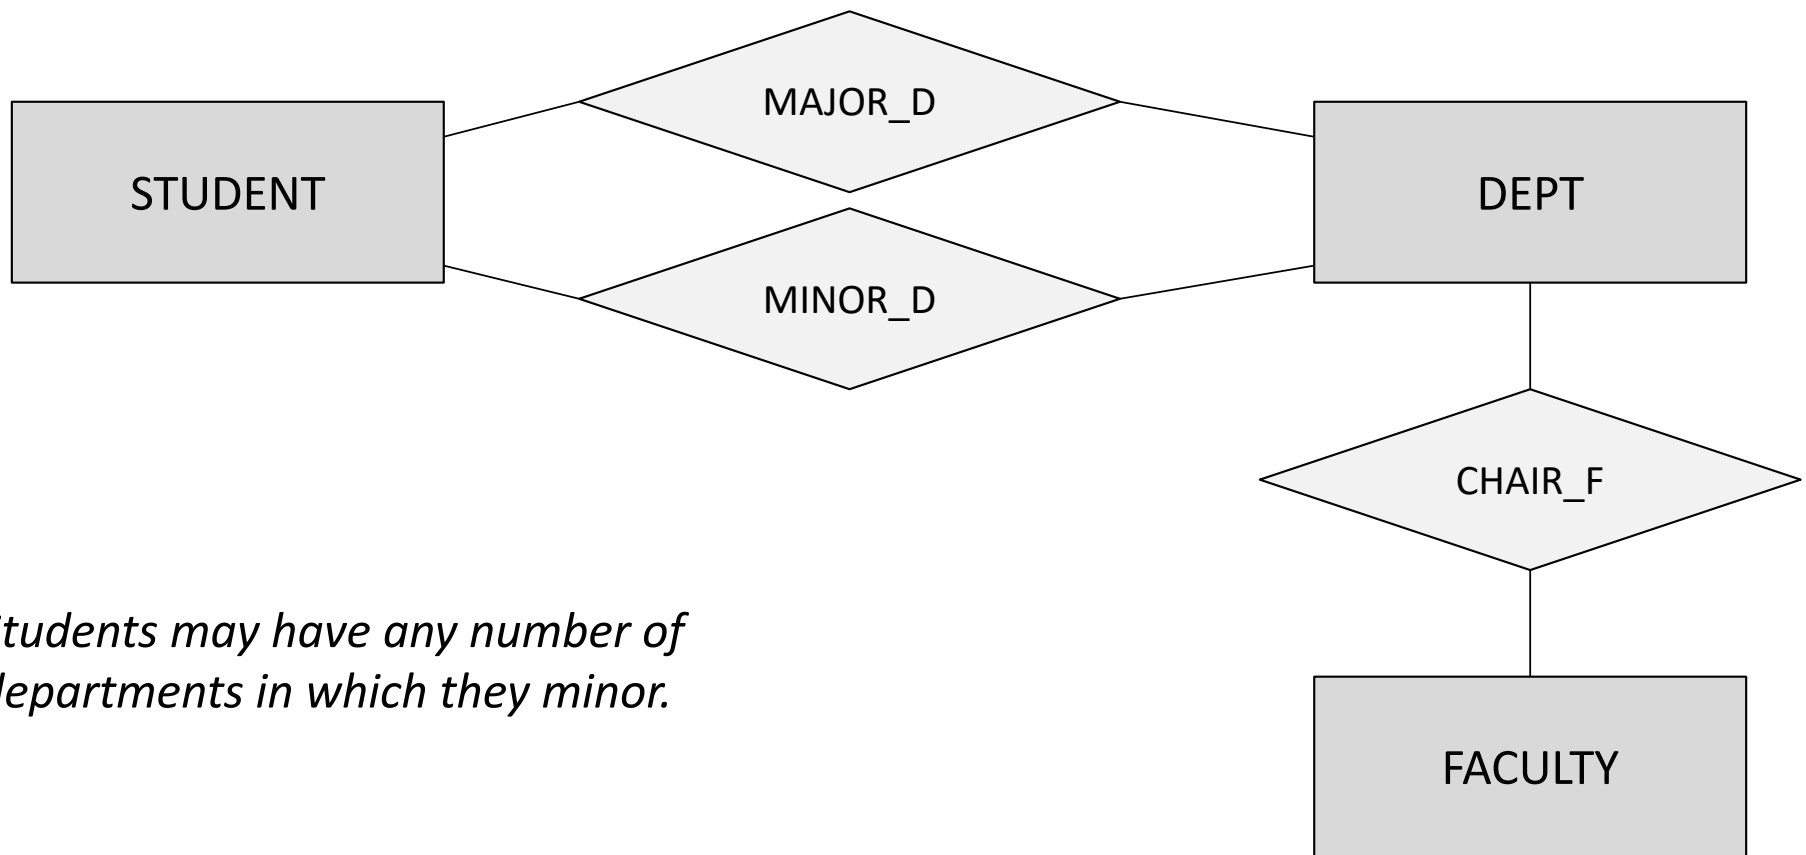 MAJOR_D
STUDENT
DEPT
MINOR_D
CHAIR_F
tudents may have any number of
epartments in which they minor.
FACULTY